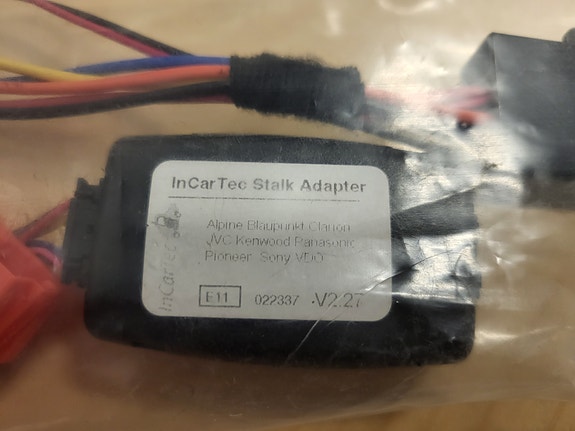 InCarTec Stalk Adapter
Alpine Blaupunkt Clarion
JVC Kenwood Panasonic
Pioneer Sony VDO
E11 022337 V2.27
InCarTec